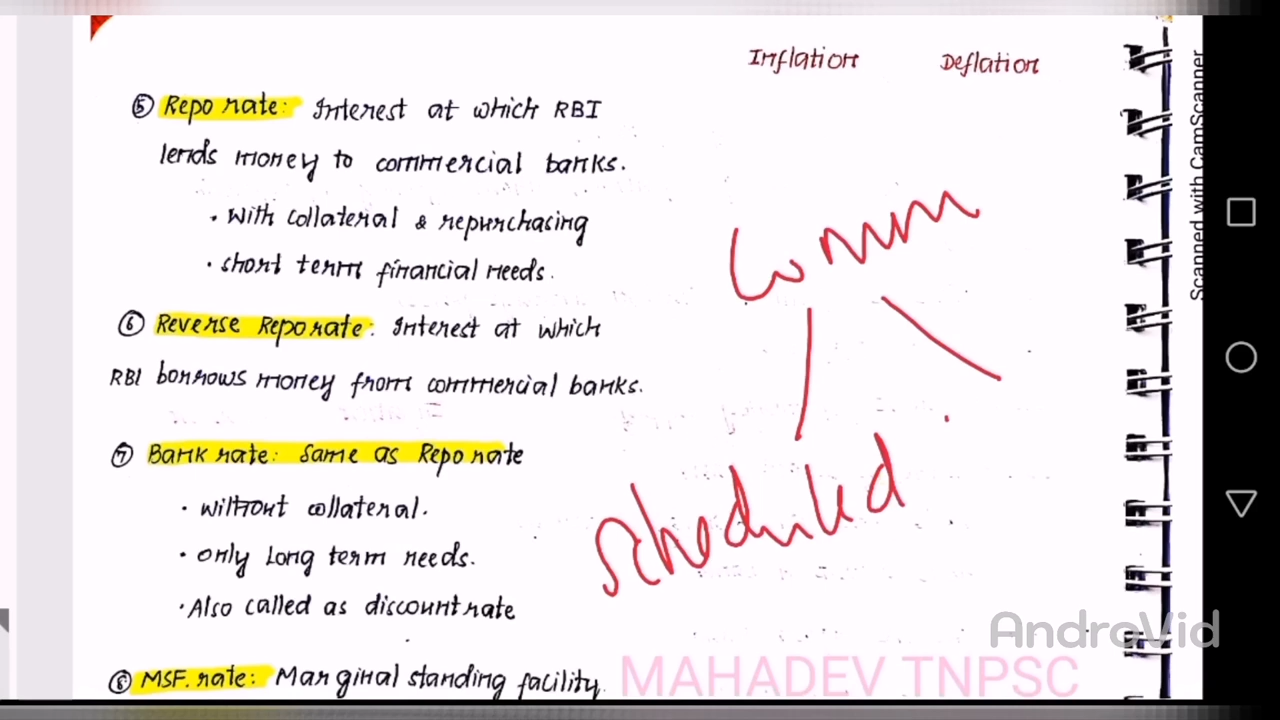 Inflation Deflation
⑤ Repo rate: Interest at which RBI
lends money to commercial banks.
• With collateral & repurchasing
• short term financial needs.
⑥ Reverse Repo rate: Interest at which
RBI borrows money from commercial banks.
⑦ Bank rate: Same as Repo rate
• without collateral.
• only Long term needs.
• Also called as discount rate
⑧ MSF. rate: Marginal standing facility
Comm
Scheduled
Scanned with CamScanner
AndroVid
MAHADEV TNPSC